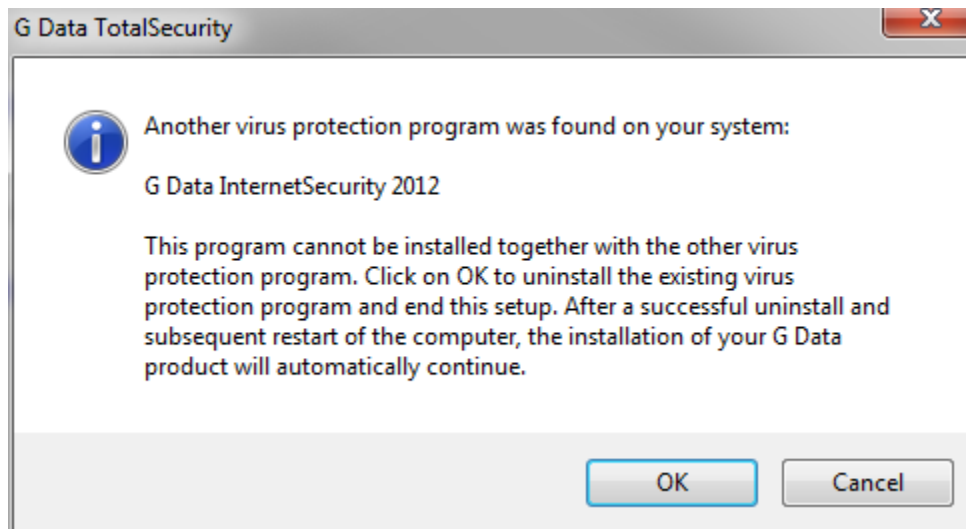 G Data TotalSecurity
Another virus protection program was found on your system:
G Data InternetSecurity 2012
This program cannot be installed together with the other virus
protection program. Click on OK to uninstall the existing virus
protection program and end this setup. After a successful uninstall and
subsequent restart of the computer, the installation of your G Data
product will automatically continue.
OK
Cancel